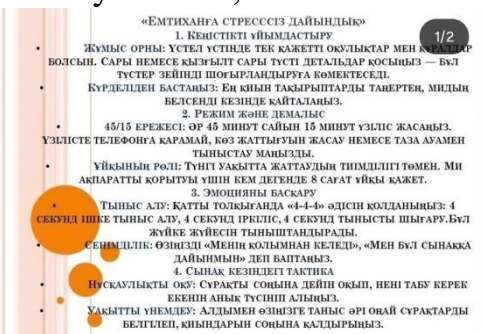 «Емтиханға стресссіз дайындық»
1/2
1. Кеңістікті ұйымдастыру
• Жұмыс орны: Үстел үстінде тек қажетті оқулықтар мен құралдар
болсын. Сары немесе қызғылт сары түсті детальдар қосыңыз — бұл
түстер зейінді шоғырландыруға көмектеседі.
• Күрделіден бастаңыз: Ең қиын тақырыптарды таңертең, мидың
белсенді кезінде қайталаңыз.
2. Режим және демалыс
• 45/15 ережесі: Әр 45 минут сайын 15 минут үзіліс жасаңыз.
Үзілісте телефонға қарамай, көз жаттығуын жасау немесе таза ауамен
тыныстау маңызды.
• Ұйқының рөлі: Түнгі уақытта жаттаудың тиімділігі төмен. Ми
ақпаратты қорытуы үшін кем дегенде 8 сағат ұйқы қажет.
3. Эмоцияны басқару
• Тыныс алу: Қатты толқығанда «4-4-4» әдісін қолданыңыз: 4
секунд ішке тыныс алу, 4 секунд іркіліс, 4 секунд тынысты шығару.Бұл
жүйке жүйесін тыныштандырады.
• Сенімділік: Өзіңізді «Менің қолымнан келеді», «Мен бұл сынаққа
дайынмын» деп баптаңыз.
4. Сынақ кезіндегі тактика
• Нұсқаулықты оқу: Сұрақты соңына дейін оқып, нені табу керек
екенін анық түсініп алыңыз.
• Уақытты үнемдеу: Алдымен өзіңізге таныс әрі оңай сұрақтарды
белгілеп, қиындарын соңына қалдырыңыз.